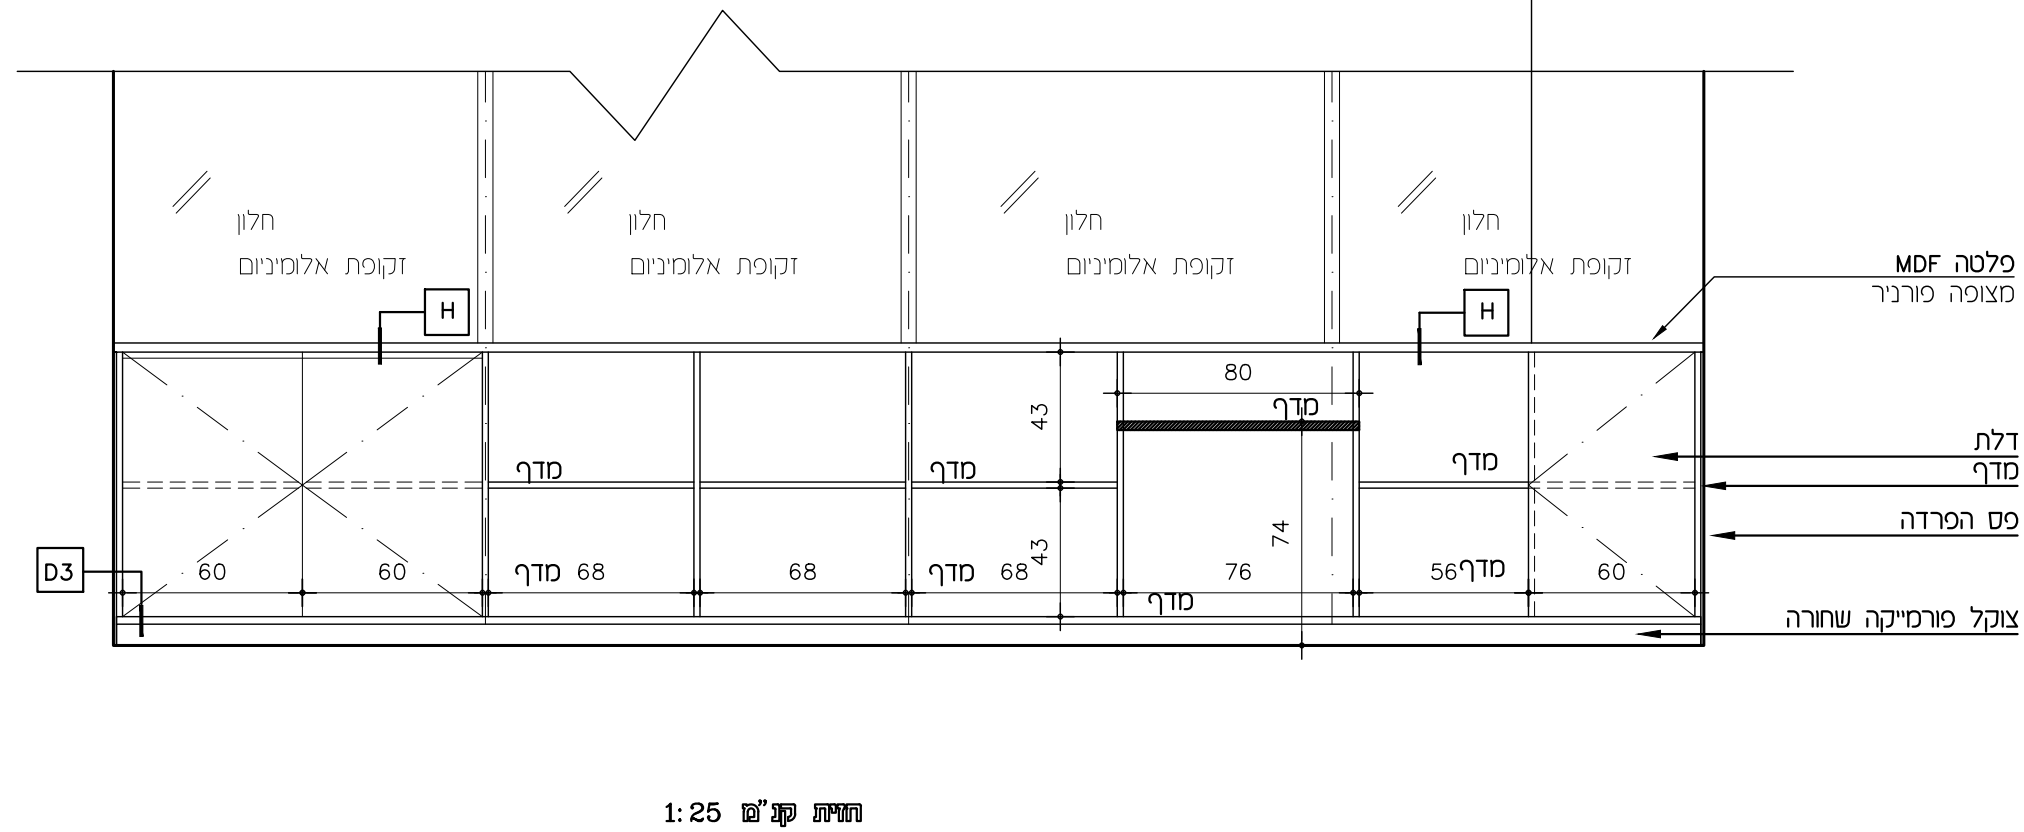 חלון
זקופת אלומיניום
חלון
זקופת אלומיניום
חלון
זקופת אלומיניום
חלון
זקופת אלומיניום
פלטה MDF
מצופה פורניר
H
H
80
מדף
43
דלת
מדף
מדף
מדף
מדף
פס הפרדה
74
43
D3
60
60
מדף
68
68
מדף
68
76
56
מדף
60
מדף
צוקל פורמייקה שחורה
חזית קנ"מ 1:25